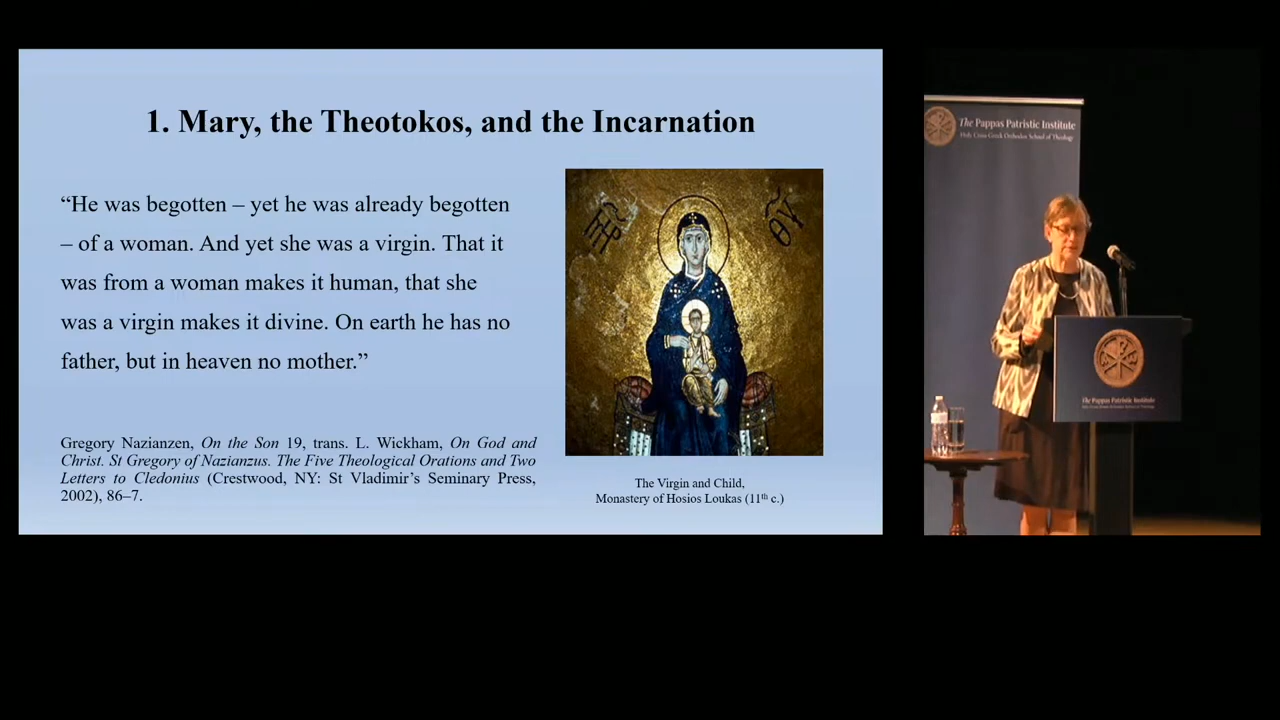 1. Mary, the Theotokos, and the Incarnation
“He was begotten – yet he was already begotten
– of a woman. And yet she was a virgin. That it
was from a woman makes it human, that she
was a virgin makes it divine. On earth he has no
father, but in heaven no mother.”
Gregory Nazianzen, On the Son 19, trans. L. Wickham, On God and
Christ. St Gregory of Nazianzus. The Five Theological Orations and Two
Letters to Cledonius (Crestwood, NY: St Vladimir’s Seminary Press,
2002), 86–7.
ΜΗΡ
ΘΥ
The Virgin and Child,
Monastery of Hosios Loukas (11th c.)
The Pappas Patristic Institute
Holy Cross Greek Orthodox School of Theology
The Pappas Patristic Institute